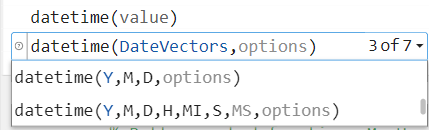 datetime(value)
datetime(DateVectors,options) 3 of 7
datetime(Y,M,D,options)
datetime(Y,M,D,H,MI,S,MS,options)